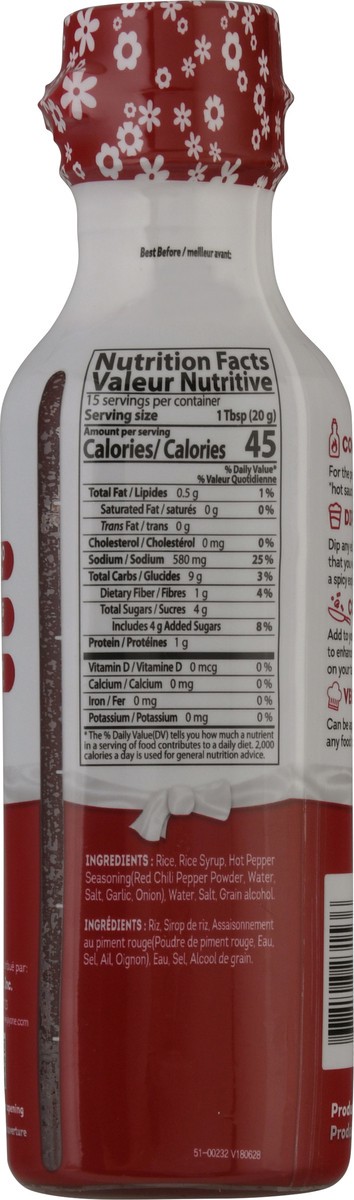 Best Before / meilleur avant:
Nutrition Facts
Valeur Nutritive
15 servings per container
Serving size 1 Tbsp (20 g)
Amount per serving
Calories/ Calories 45
% Daily Value*
% Valeur Quotidienne
Total Fat / Lipides 0.5 g 1 %
Saturated Fat / saturés 0 g 0 %
Trans Fat / trans 0 g
Cholesterol / Cholestérol 0 mg 0 %
Sodium / Sodium 580 mg 25 %
Total Carbs / Glucides 9 g 3 %
Dietary Fiber / Fibres 1 g 4 %
Total Sugars / Sucres 4 g
Includes 4 g Added Sugars 8 %
Protein / Protéines 1 g
Vitamin D / Vitamine D 0 mcg 0 %
Calcium / Calcium 0 mg 0 %
Iron / Fer 0 mg 0 %
Potassium / Potassium 0 mg 0 %
* The % Daily Value(DV) tells you how much a nutrient
in a serving of food contributes to a daily diet. 2,000
calories a day is used for general nutrition advice.
INGREDIENTS : Rice, Rice Syrup, Hot Pepper
Seasoning(Red Chili Pepper Powder, Water,
Salt, Garlic, Onion), Water, Salt, Grain alcohol.
INGRÉDIENTS : Riz, Sirop de riz, Assaisonnement
au piment rouge(Poudre de piment rouge, Eau,
Sel, Ail, Oignon), Eau, Sel, Alcool de grain.
51-00232 V180628
CO
For the p
"hot sau
Dip any
that you
a spicy
Add to
to enhan
on your
VE
Can be
any food
Prod
Prod